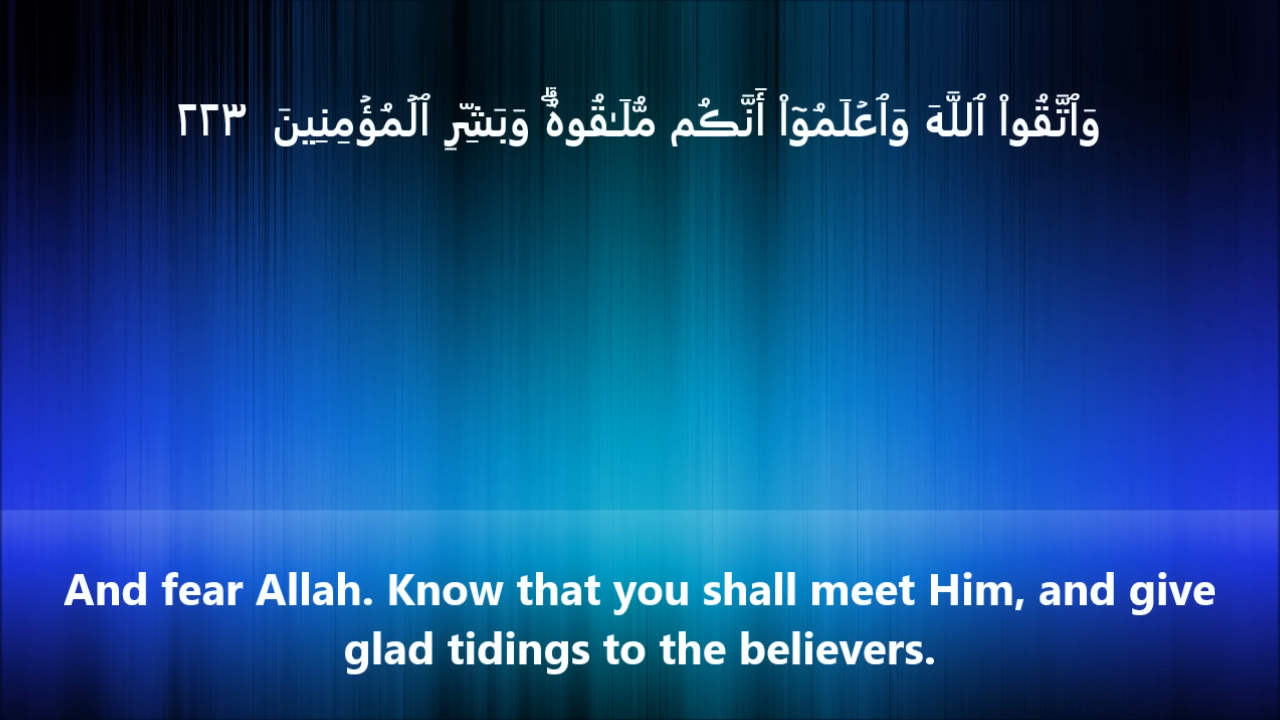 وَٱتَّقُوا۟ ٱللَّهَ وَٱعۡلَمُوٓا۟ أَنَّكُم مُّلَـٰقُوهُۗ وَبَشِّرِ ٱلۡمُؤۡمِنِینَ ٢٢٣
And fear Allah. Know that you shall meet Him, and give
glad tidings to the believers.